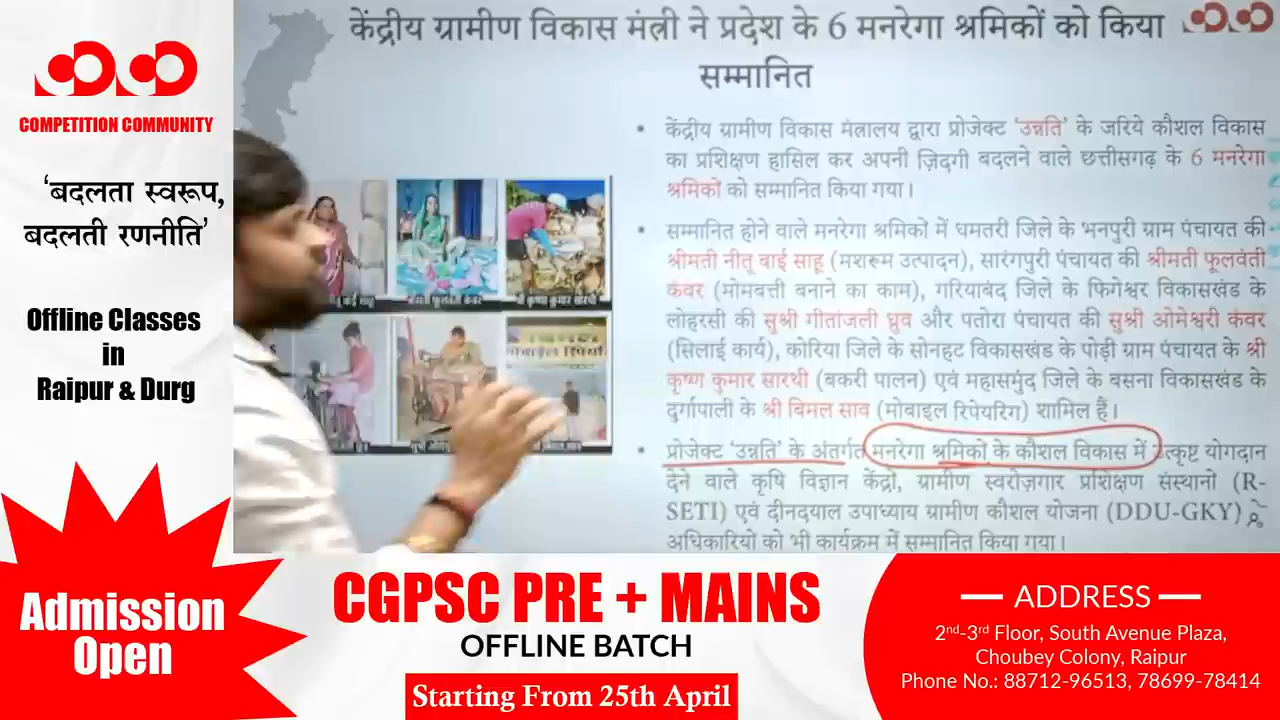 COMPETITION COMMUNITY
'बदलता स्वरूप,
बदलती रणनीति'
Offline Classes
in
Raipur & Durg
Admission
Open
केंद्रीय ग्रामीण विकास मंत्री ने प्रदेश के 6 मनरेगा श्रमिकों को किया
सम्मानित
• केंद्रीय ग्रामीण विकास मंत्रालय द्वारा प्रोजेक्ट 'उन्नति' के जरिये कौशल विकास
का प्रशिक्षण हासिल कर अपनी ज़िदगी बदलने वाले छत्तीसगढ़ के 6 मनरेगा
श्रमिकों को सम्मानित किया गया।
• सम्मानित होने वाले मनरेगा श्रमिकों में धमतरी जिले के भनपुरी ग्राम पंचायत की
श्रीमती नीतू बाई साहू (मशरूम उत्पादन), सारंगपुरी पंचायत की श्रीमती फूलवंती
कंवर (मोमबत्ती बनाने का काम), गरियाबंद जिले के फिगेश्वर विकासखंड के
लोहरसी की सुश्री गीतांजली ध्रुव और पतोरा पंचायत की सुश्री ओमेश्वरी कंवर
(सिलाई कार्य), कोरिया जिले के सोनहट विकासखंड के पोड़ी ग्राम पंचायत के श्री
कृष्ण कुमार सारथी (बकरी पालन) एवं महासमुंद जिले के बसना विकासखंड के
दुर्गापाली के श्री बिमल साव (मोबाइल रिपेयरिग) शामिल हैं।
• प्रोजेक्ट 'उन्नति' के अंतर्गत मनरेगा श्रमिकों के कौशल विकास में उत्कृष्ट योगदान
देने वाले कृषि विज्ञान केंद्रो, ग्रामीण स्वरोज़गार प्रशिक्षण संस्थानो (R-
SETI) एवं दीनदयाल उपाध्याय ग्रामीण कौशल योजना (DDU-GKY) के
अधिकारियों को भी कार्यक्रम में सम्मानित किया गया।
बाई साहू
श्रीमती फूलवती कंवर
श्री कृष्ण कुमार सारथी
CGPSC PRE + MAINS
OFFLINE BATCH
Starting From 25th April
ADDRESS
2nd-3rd Floor, South Avenue Plaza,
Choubey Colony, Raipur
Phone No.: 88712-96513, 78699-78414